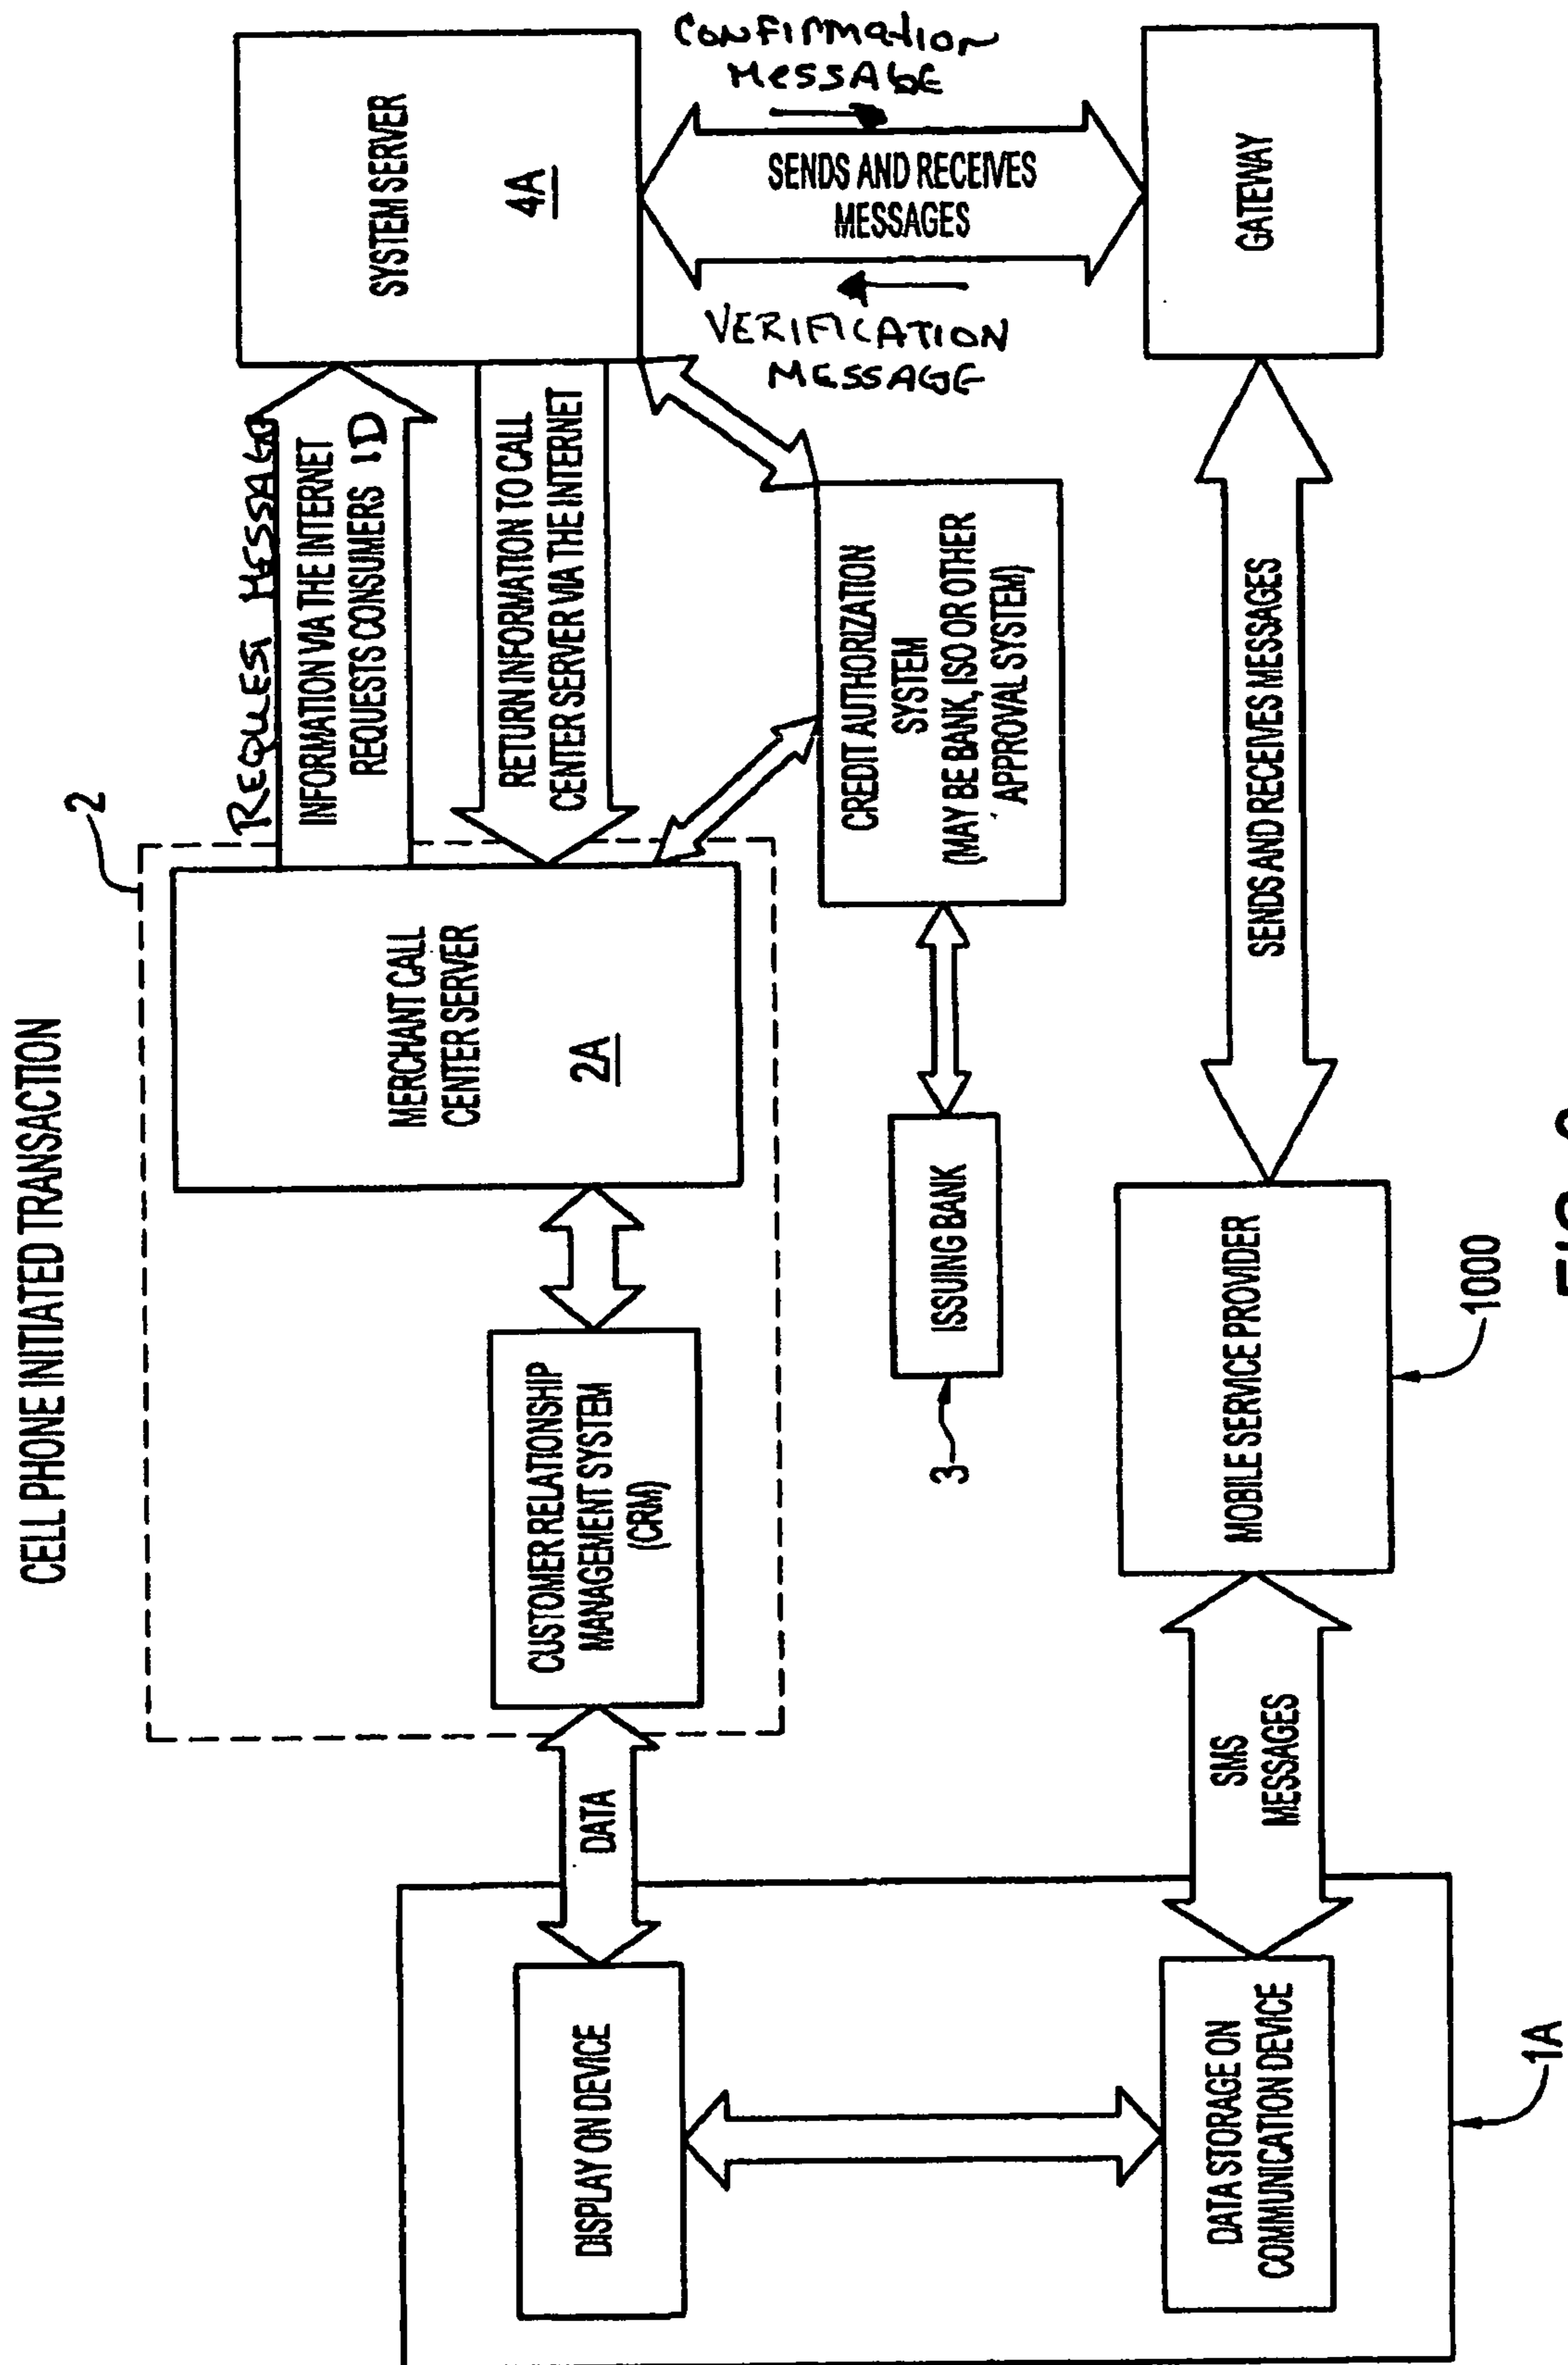 CELL PHONE INITIATED TRANSACTION
2
REQUEST MESSAGE
INFORMATION VIA THE INTERNET
REQUESTS CONSUMERS ID
SYSTEM SERVER
4A
MERCHANT CALL
CENTER SERVER
2A
RETURN INFORMATION TO CALL
CENTER SERVER VIA THE INTERNET
CUSTOMER RELATIONSHIP
MANAGEMENT SYSTEM
(CRM)
DATA
DISPLAY ON DEVICE
CONFIRMATION
MESSAGE
SENDS AND RECEIVES
MESSAGES
VERIFICATION
MESSAGE
CREDIT AUTHORIZATION
SYSTEM
(MAY BE BANK, ISO OR OTHER
APPROVAL SYSTEM)
ISSUING BANK
3
DATA STORAGE ON
COMMUNICATION DEVICE
SMS
MESSAGES
MOBILE SERVICE PROVIDER
SENDS AND RECEIVES MESSAGES
GATEWAY
1A
1000